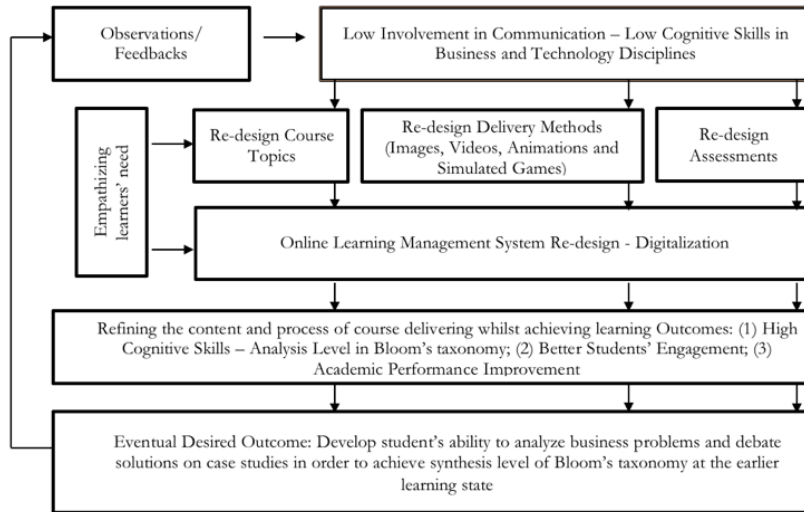 Observations/
Feedbacks
Low Involvement in Communication – Low Cognitive Skills in
Business and Technology Disciplines
Empathizing
learners' need
Re-design Course
Topics
Re-design Delivery Methods
(Images, Videos, Animations and
Simulated Games)
Re-design
Assessments
Online Learning Management System Re-design - Digitalization
Refining the content and process of course delivering whilst achieving learning Outcomes: (1) High
Cognitive Skills – Analysis Level in Bloom's taxonomy; (2) Better Students' Engagement; (3)
Academic Performance Improvement
Eventual Desired Outcome: Develop student's ability to analyze business problems and debate
solutions on case studies in order to achieve synthesis level of Bloom's taxonomy at the earlier
learning state